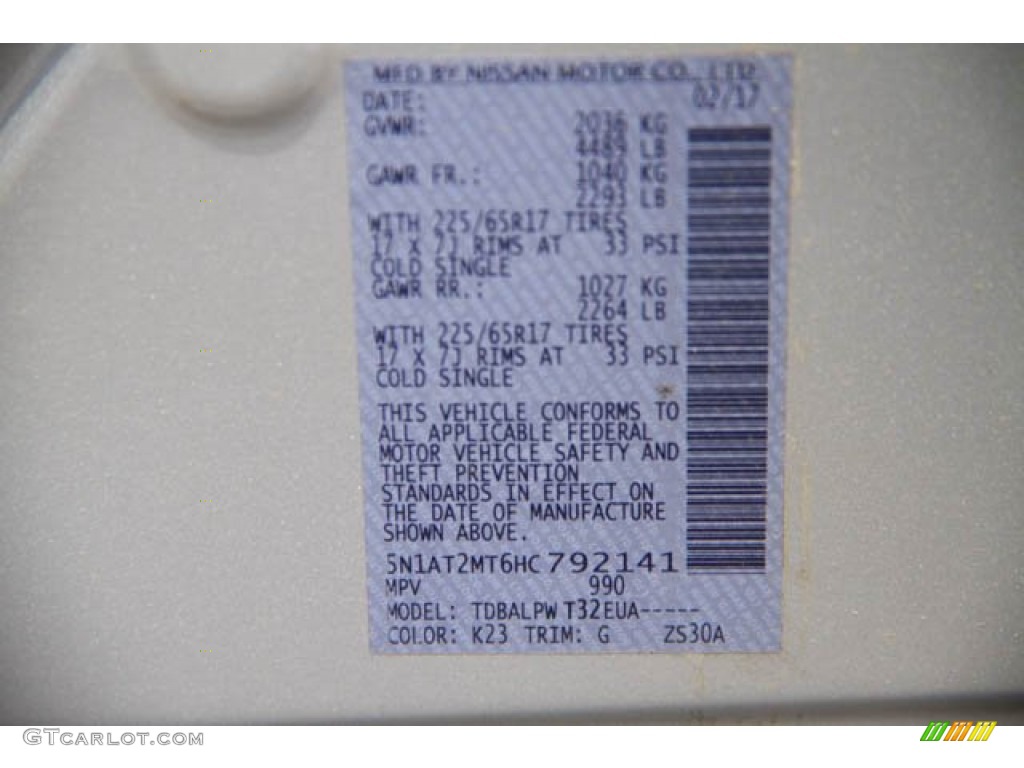 MFD BY NISSAN MOTOR CO., LTD
DATE: 02/17
GVWR: 2036 KG
4489 LB
GAWR FR.: 1040 KG
2293 LB
WITH 225/65R17 TIRES
17 X 7J RIMS AT 33 PSI
COLD SINGLE
GAWR RR.: 1027 KG
2264 LB
WITH 225/65R17 TIRES
17 X 7J RIMS AT 33 PSI
COLD SINGLE
THIS VEHICLE CONFORMS TO
ALL APPLICABLE FEDERAL
MOTOR VEHICLE SAFETY AND
THEFT PREVENTION
STANDARDS IN EFFECT ON
THE DATE OF MANUFACTURE
SHOWN ABOVE.
5N1AT2MT6HC792141
MPV 990
MODEL: TDBALPW T32EUA-----
COLOR: K23 TRIM: G ZS30A
GTCarlot.com